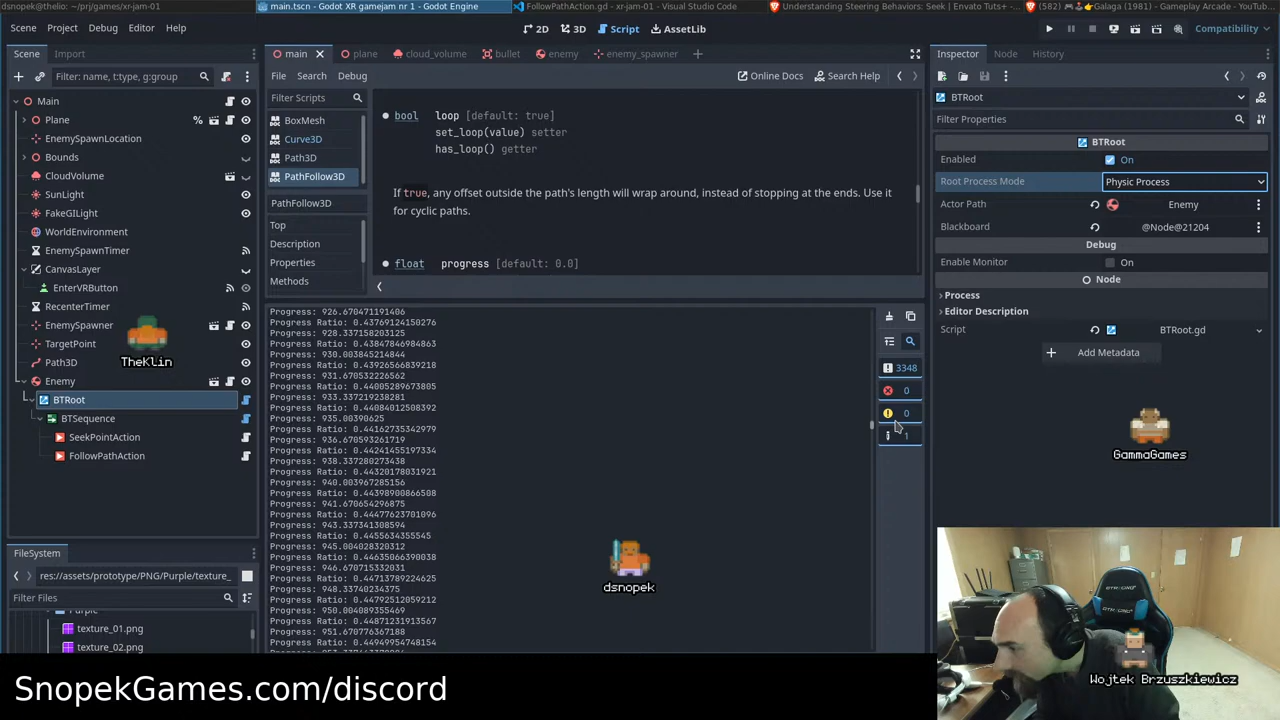 dsnopek@thelio: ~/prj/games/xr-jam-01
main.tscn - Godot XR gamejam nr 1 - Godot Engine
FollowPathAction.gd - xr-jam-01 - Visual Studio Code
Understanding Steering Behaviors: Seek | Envato Tuts+ -...
(582) Galaga (1981) - Gameplay Arcade - YouTub...
Scene Project Debug Editor Help
2D 3D Script AssetLib
Compatibility
Scene Import
main plane cloud_volume bullet enemy enemy_spawner
Inspector Node History
Filter: name, t:type, g:group
File Search Debug
Online Docs Search Help
BTRoot
Filter Properties
Main
Plane
EnemySpawnLocation
Bounds
CloudVolume
SunLight
FakeGILight
WorldEnvironment
EnemySpawnTimer
CanvasLayer
EnterVRButton
RecenterTimer
EnemySpawner
TargetPoint
Path3D
Enemy
BTRoot
BTSequence
SeekPointAction
FollowPathAction
TheKlin
Filter Scripts
BoxMesh
Curve3D
Path3D
PathFollow3D
PathFollow3D
Top
Description
Properties
Methods
bool loop [default: true]
set_loop(value) setter
has_loop() getter
If true, any offset outside the path's length will wrap around, instead of stopping at the ends. Use it
for cyclic paths.
float progress [default: 0.0]
Progress: 926.670471191406
Progress Ratio: 0.43769124150276
Progress: 928.337158203125
Progress Ratio: 0.43847846984863
Progress: 930.003845214844
Progress Ratio: 0.43926566839218
Progress: 931.670532226562
Progress Ratio: 0.44005289673805
Progress: 933.337219238281
Progress Ratio: 0.44084012508392
Progress: 935.00390625
Progress Ratio: 0.44162735342979
Progress: 936.670593261719
Progress Ratio: 0.44241455197334
Progress: 938.337280273438
Progress Ratio: 0.44320178031921
Progress: 940.003967285156
Progress Ratio: 0.44398900866508
Progress: 941.670654296875
Progress Ratio: 0.44477623701096
Progress: 943.337341308594
Progress Ratio: 0.4455634355545
Progress: 945.004028320312
Progress Ratio: 0.44635066390038
Progress: 946.670715332031
Progress Ratio: 0.44713789224625
Progress: 948.33740234375
Progress Ratio: 0.44792512059212
Progress: 950.004089355469
Progress Ratio: 0.44871231913567
Progress: 951.670776367188
Progress Ratio: 0.44949954748154
3348
0
0
1
BTRoot
Enabled On
Root Process Mode Physic Process
Actor Path Enemy
Blackboard @Node@21204
Debug
Enable Monitor On
Node
Process
Editor Description
Script BTRoot.gd
Add Metadata
GammaGames
dsnopek
FileSystem
res://assets/prototype/PNG/Purple/texture_
Filter Files
Purple
texture_01.png
texture_02.png
Wojtek Brzuszkiewicz
SnopekGames.com/discord